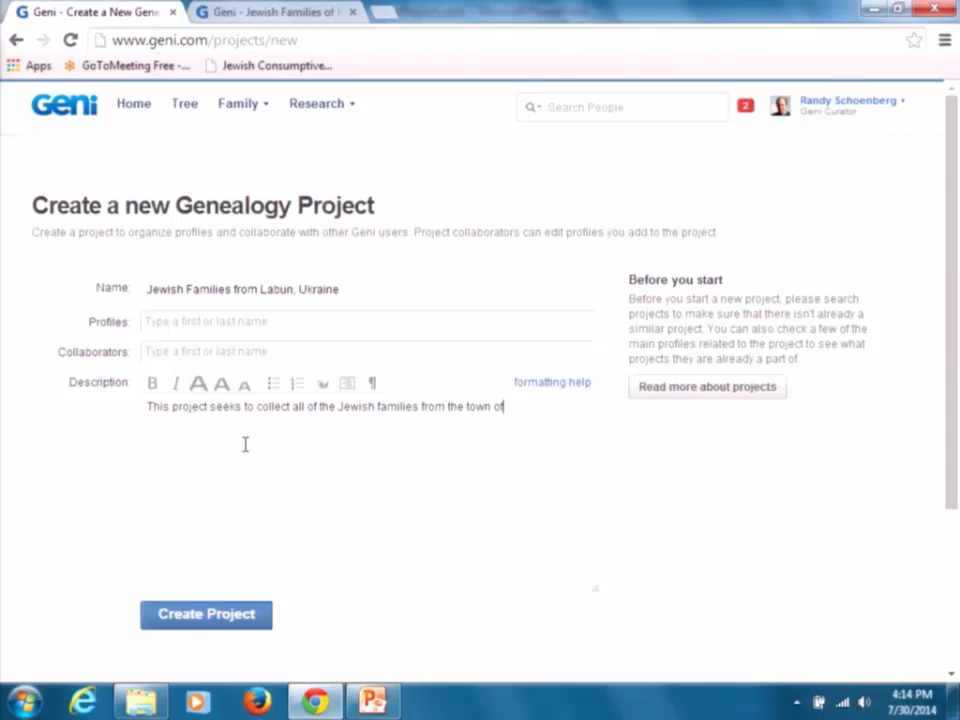 Geni - Create a New Gene
Geni - Jewish Families of
www.geni.com/projects/new
Apps GoToMeeting Free -... Jewish Consumptive...
Geni Home Tree Family Research Search People 2 Randy Schoenberg
Geni Curator
Create a new Genealogy Project
Create a project to organize profiles and collaborate with other Geni users. Project collaborators can edit profiles you add to the project.
Name: Jewish Families from Labun, Ukraine
Profiles: Type a first or last name
Collaborators: Type a first or last name
Description: B I A A A ¶ formatting help
This project seeks to collect all of the Jewish families from the town of
Before you start
Before you start a new project, please search
projects to make sure that there isn't already a
similar project. You can also check a few of the
main profiles related to the project to see what
projects they are already a part of.
Read more about projects
Create Project
4:14 PM
7/30/2014